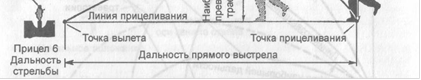 Линия прицеливания
Точка вылета
Точка прицеливания
Прицел 6
Дальность
стрельбы
Дальность прямого выстрела